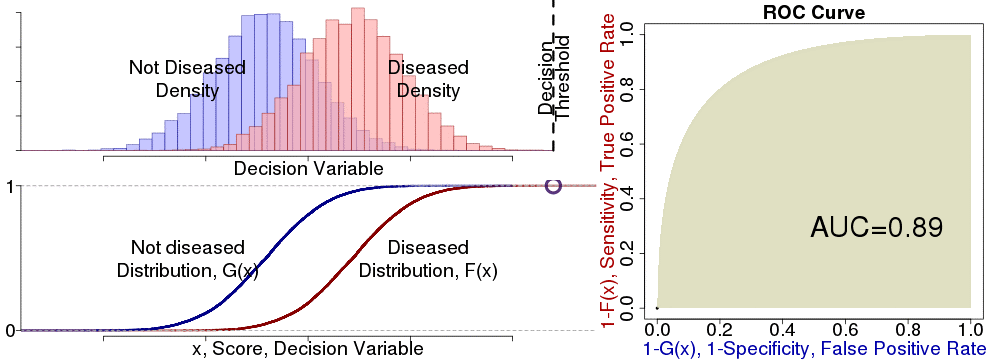 Not Diseased
Density
Diseased
Density
Decision
Threshold
Decision Variable
1
Not diseased
Distribution, G(x)
Diseased
Distribution, F(x)
0
x, Score, Decision Variable
ROC Curve
1-F(x), Sensitivity, True Positive Rate
1.0
0.8
0.6
0.4
0.2
0.0
AUC=0.89
0.0 0.2 0.4 0.6 0.8 1.0
1-G(x), 1-Specificity, False Positive Rate